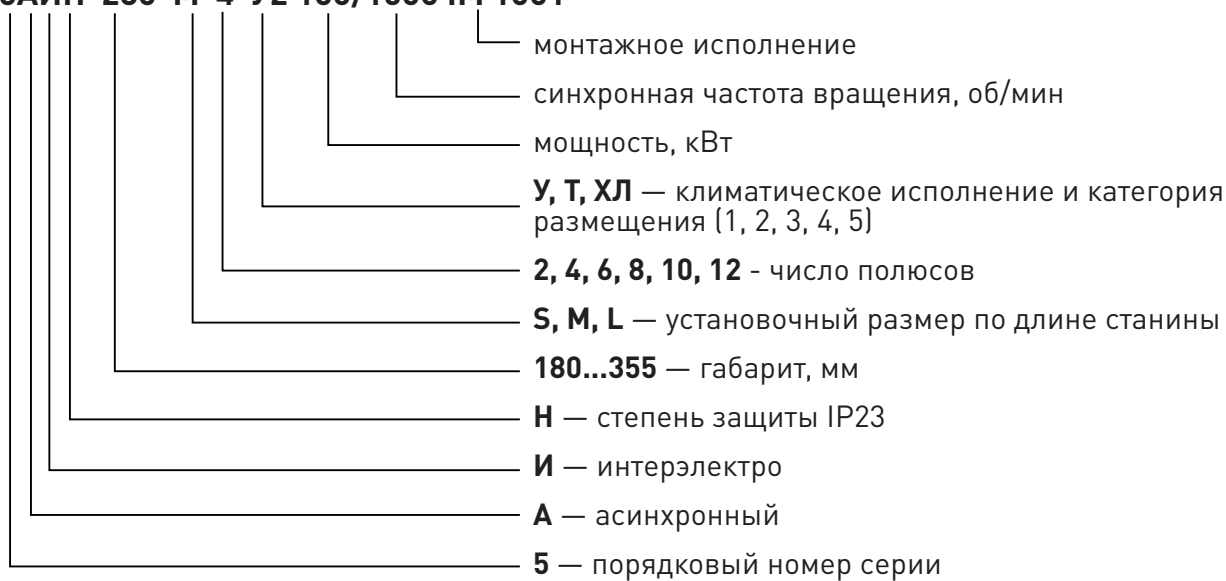 монтажное исполнение
синхронная частота вращения, об/мин
мощность, кВт
У, Т, ХЛ — климатическое исполнение и категория
размещения (1, 2, 3, 4, 5)
2, 4, 6, 8, 10, 12 - число полюсов
S, M, L — установочный размер по длине станины
180...355 — габарит, мм
Н — степень защиты IP23
И — интерэлектро
А — асинхронный
5 — порядковый номер серии